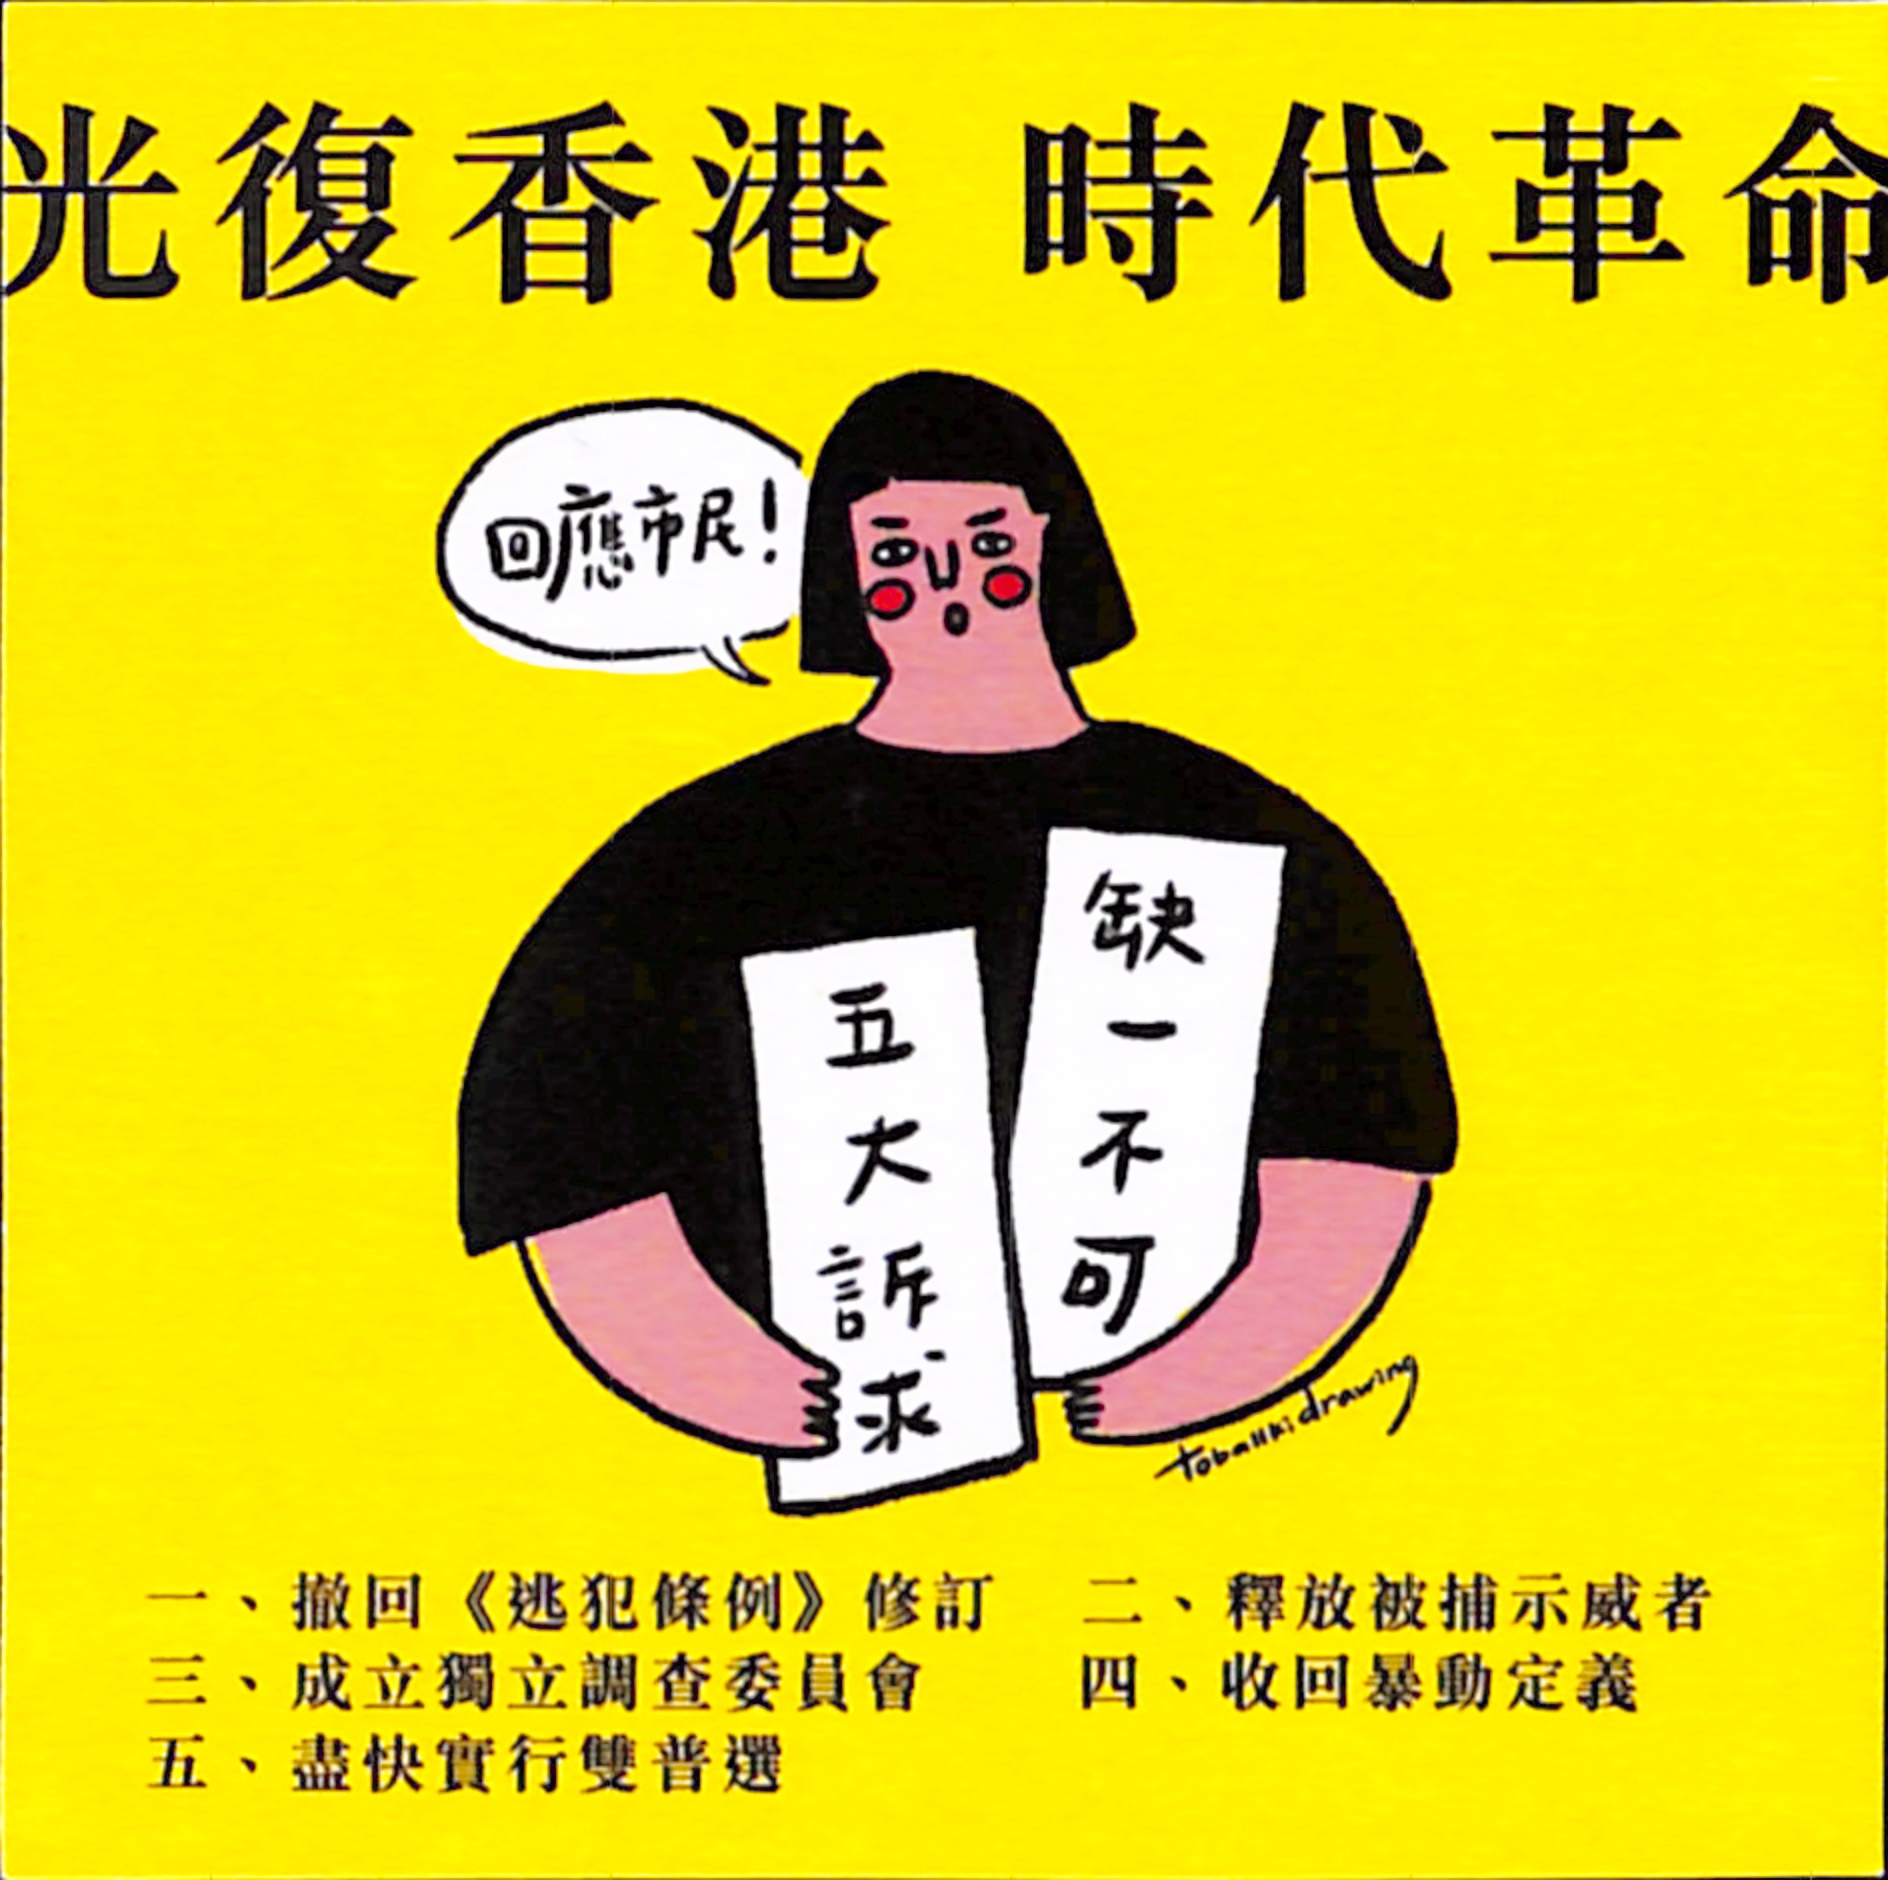 光復香港 時代革命
回應市民!
五大訴求
缺一不可
toballkidrawing
一、撤回《逃犯條例》修訂 二、釋放被捕示威者
三、成立獨立調查委員會 四、收回暴動定義
五、盡快實行雙普選